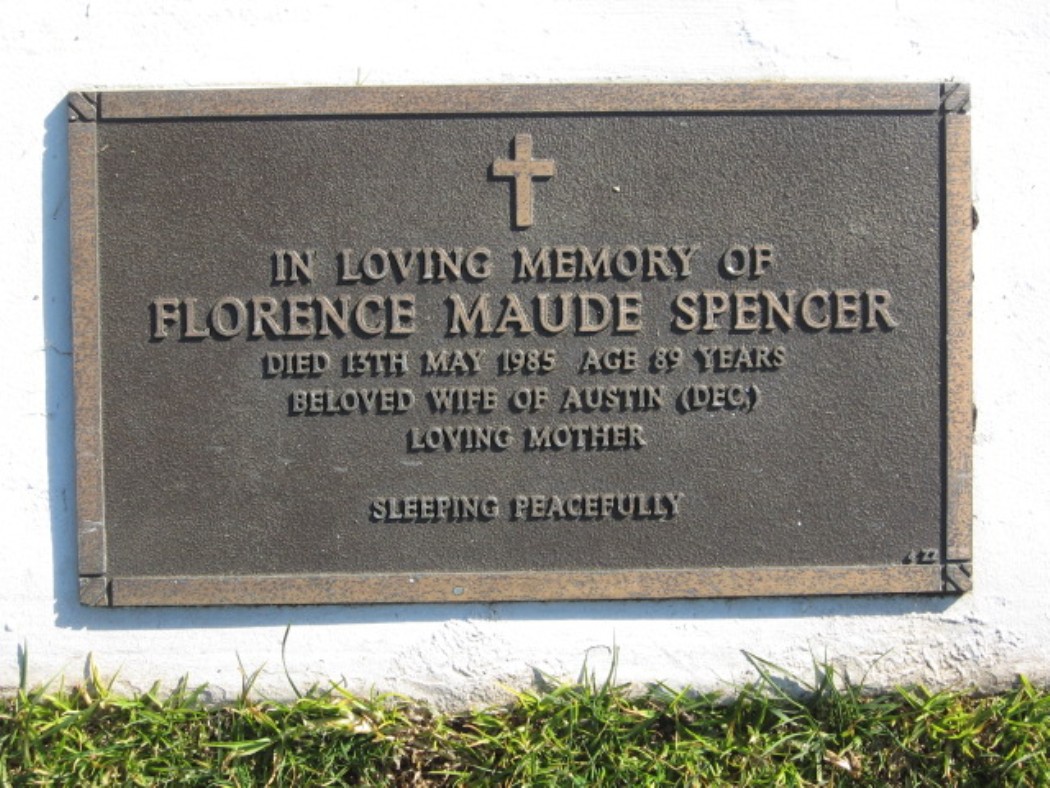 IN LOVING MEMORY OF
FLORENCE MAUDE SPENCER
DIED 13TH MAY 1985 AGE 89 YEARS
BELOVED WIFE OF AUSTIN (DEC.)
LOVING MOTHER
SLEEPING PEACEFULLY